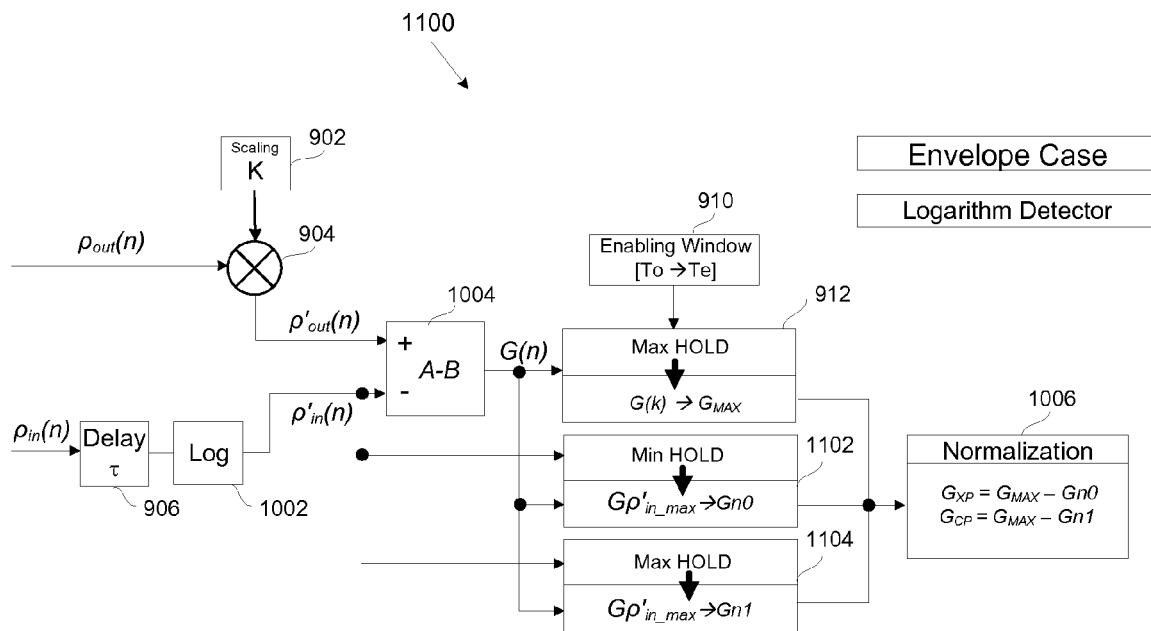 1100
902
Scaling
K
Envelope Case
Logarithm Detector
910
Enabling Window
[To →Te]
ρout(n)
904
912
1004
ρ'out(n)
+
A-B
-
G(n)
Max HOLD
G(k) → GMAX
ρ'in(n)
ρin(n)
Delay
τ
906
Log
1002
1102
Min HOLD
Gρ'in_max→Gn0
1006
Normalization
GXP = GMAX – Gn0
GCP = GMAX – Gn1
1104
Max HOLD
Gρ'in_max→Gn1